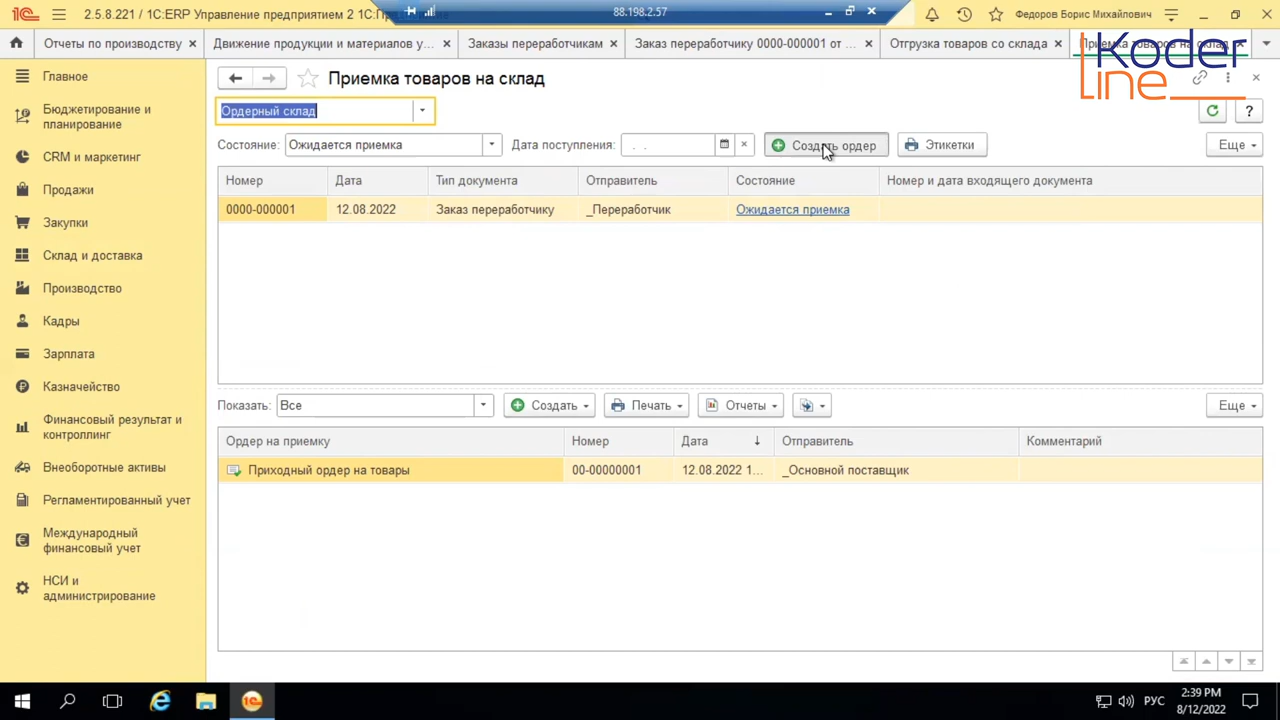 2.5.8.221 / 1С:ERP Управление предприятием 2 1С:Пр
88.198.2.57
Федоров Борис Михайлович
Отчеты по производству
Движение продукции и материалов у...
Заказы переработчикам
Заказ переработчику 0000-000001 от ...
Отгрузка товаров со склада
Приемка товаров на склад
Koder
line
Главное
Бюджетирование и
планирование
CRM и маркетинг
Продажи
Закупки
Склад и доставка
Производство
Кадры
Зарплата
Казначейство
Финансовый результат и
контроллинг
Внеоборотные активы
Регламентированный учет
Международный
финансовый учет
НСИ и
администрирование
Приемка товаров на склад
Ордерный склад
?
Состояние: Ожидается приемка Дата поступления: . . Создать ордер Этикетки Еще
Номер Дата Тип документа Отправитель Состояние Номер и дата входящего документа
0000-000001 12.08.2022 Заказ переработчику _Переработчик Ожидается приемка
Показать: Все Создать Печать Отчеты Еще
Ордер на приемку Номер Дата ↓ Отправитель Комментарий
Приходный ордер на товары 00-00000001 12.08.2022 1... _Основной поставщик
РУС
2:39 PM
8/12/2022